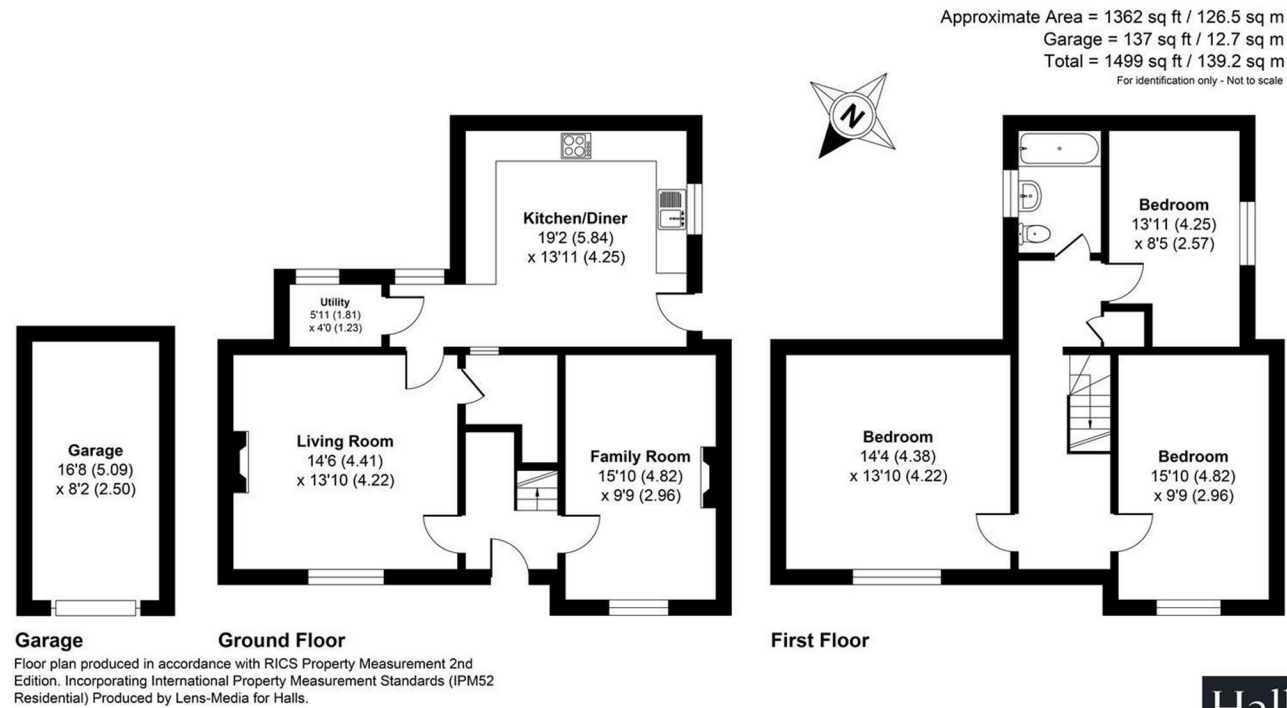 Approximate Area = 1362 sq ft / 126.5 sq m
Garage = 137 sq ft / 12.7 sq m
Total = 1499 sq ft / 139.2 sq m
For identification only - Not to scale
N
Kitchen/Diner
19'2 (5.84)
x 13'11 (4.25)
Utility
5'11 (1.81)
x 4'0 (1.23)
Garage
16'8 (5.09)
x 8'2 (2.50)
Living Room
14'6 (4.41)
x 13'10 (4.22)
Family Room
15'10 (4.82)
x 9'9 (2.96)
Bedroom
13'11 (4.25)
x 8'5 (2.57)
Bedroom
14'4 (4.38)
x 13'10 (4.22)
Bedroom
15'10 (4.82)
x 9'9 (2.96)
Garage
Ground Floor
First Floor
Floor plan produced in accordance with RICS Property Measurement 2nd
Edition. Incorporating International Property Measurement Standards (IPM52
Residential) Produced by Lens-Media for Halls.